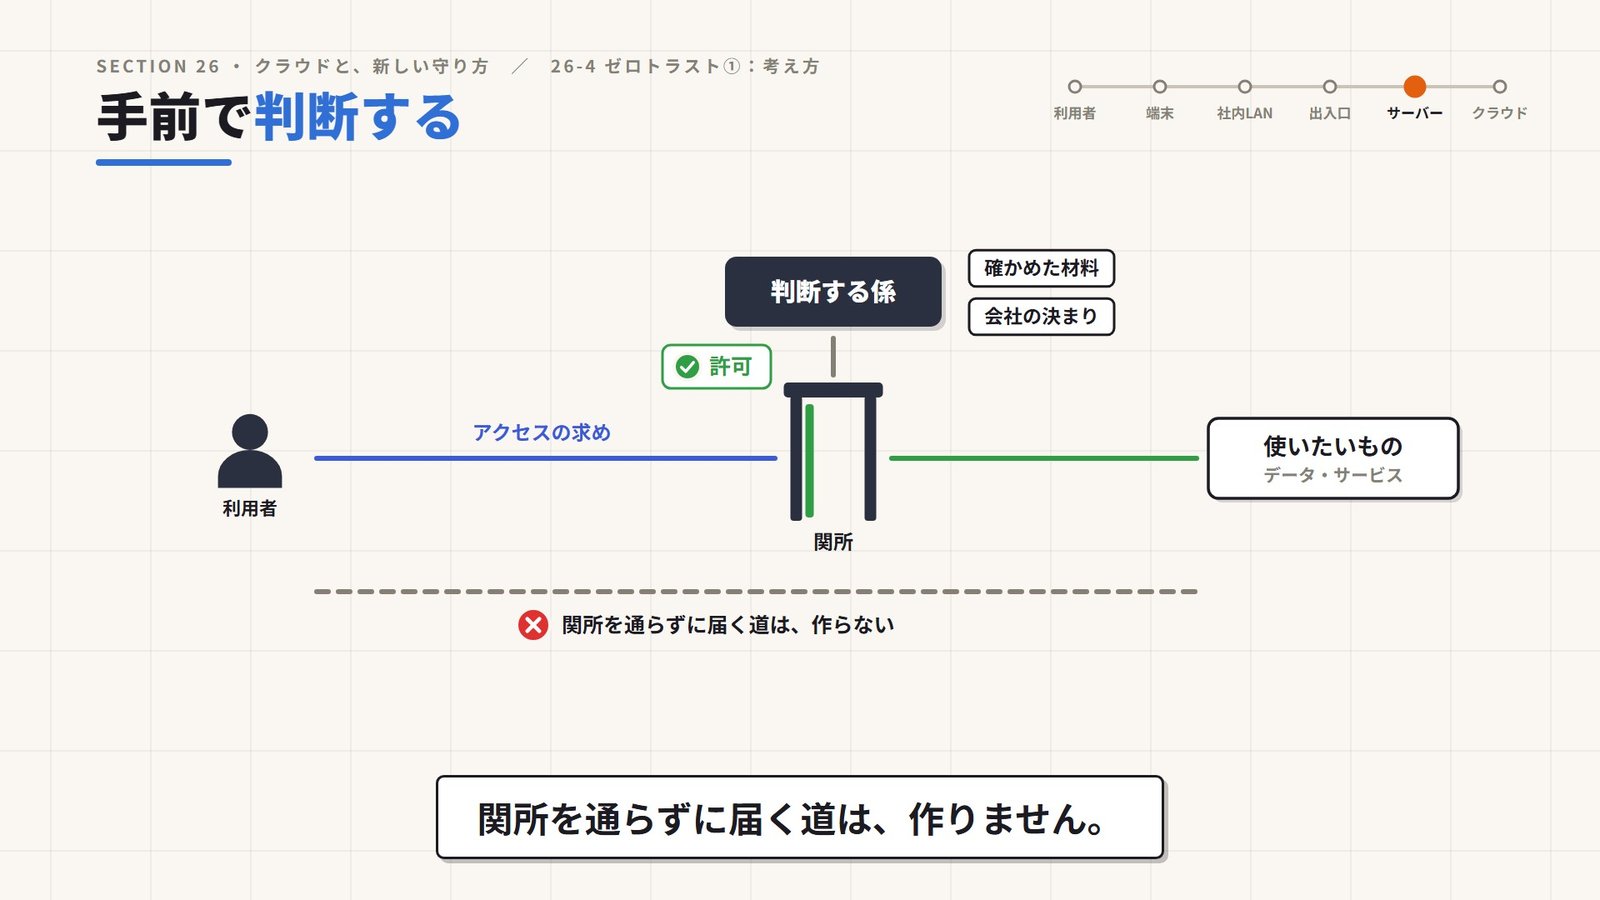 SECTION 26 ・ クラウドと、新しい守り方 ／ 26-4 ゼロトラスト①：考え方
手前で判断する
利用者
端末
社内LAN
出入口
サーバー
クラウド
判断する係
確かめた材料
会社の決まり
許可
アクセスの求め
利用者
関所
使いたいもの
データ・サービス
関所を通らずに届く道は、作らない
関所を通らずに届く道は、作りません。